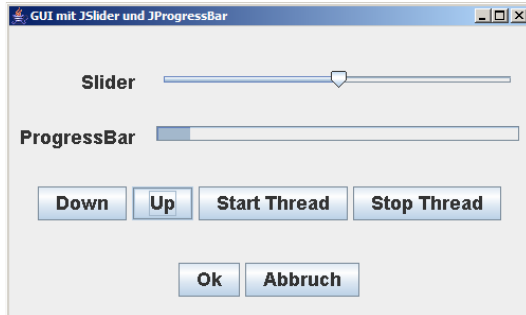 GUI mit JSlider und JProgressBar
Slider
ProgressBar
Down Up Start Thread Stop Thread
Ok Abbruch